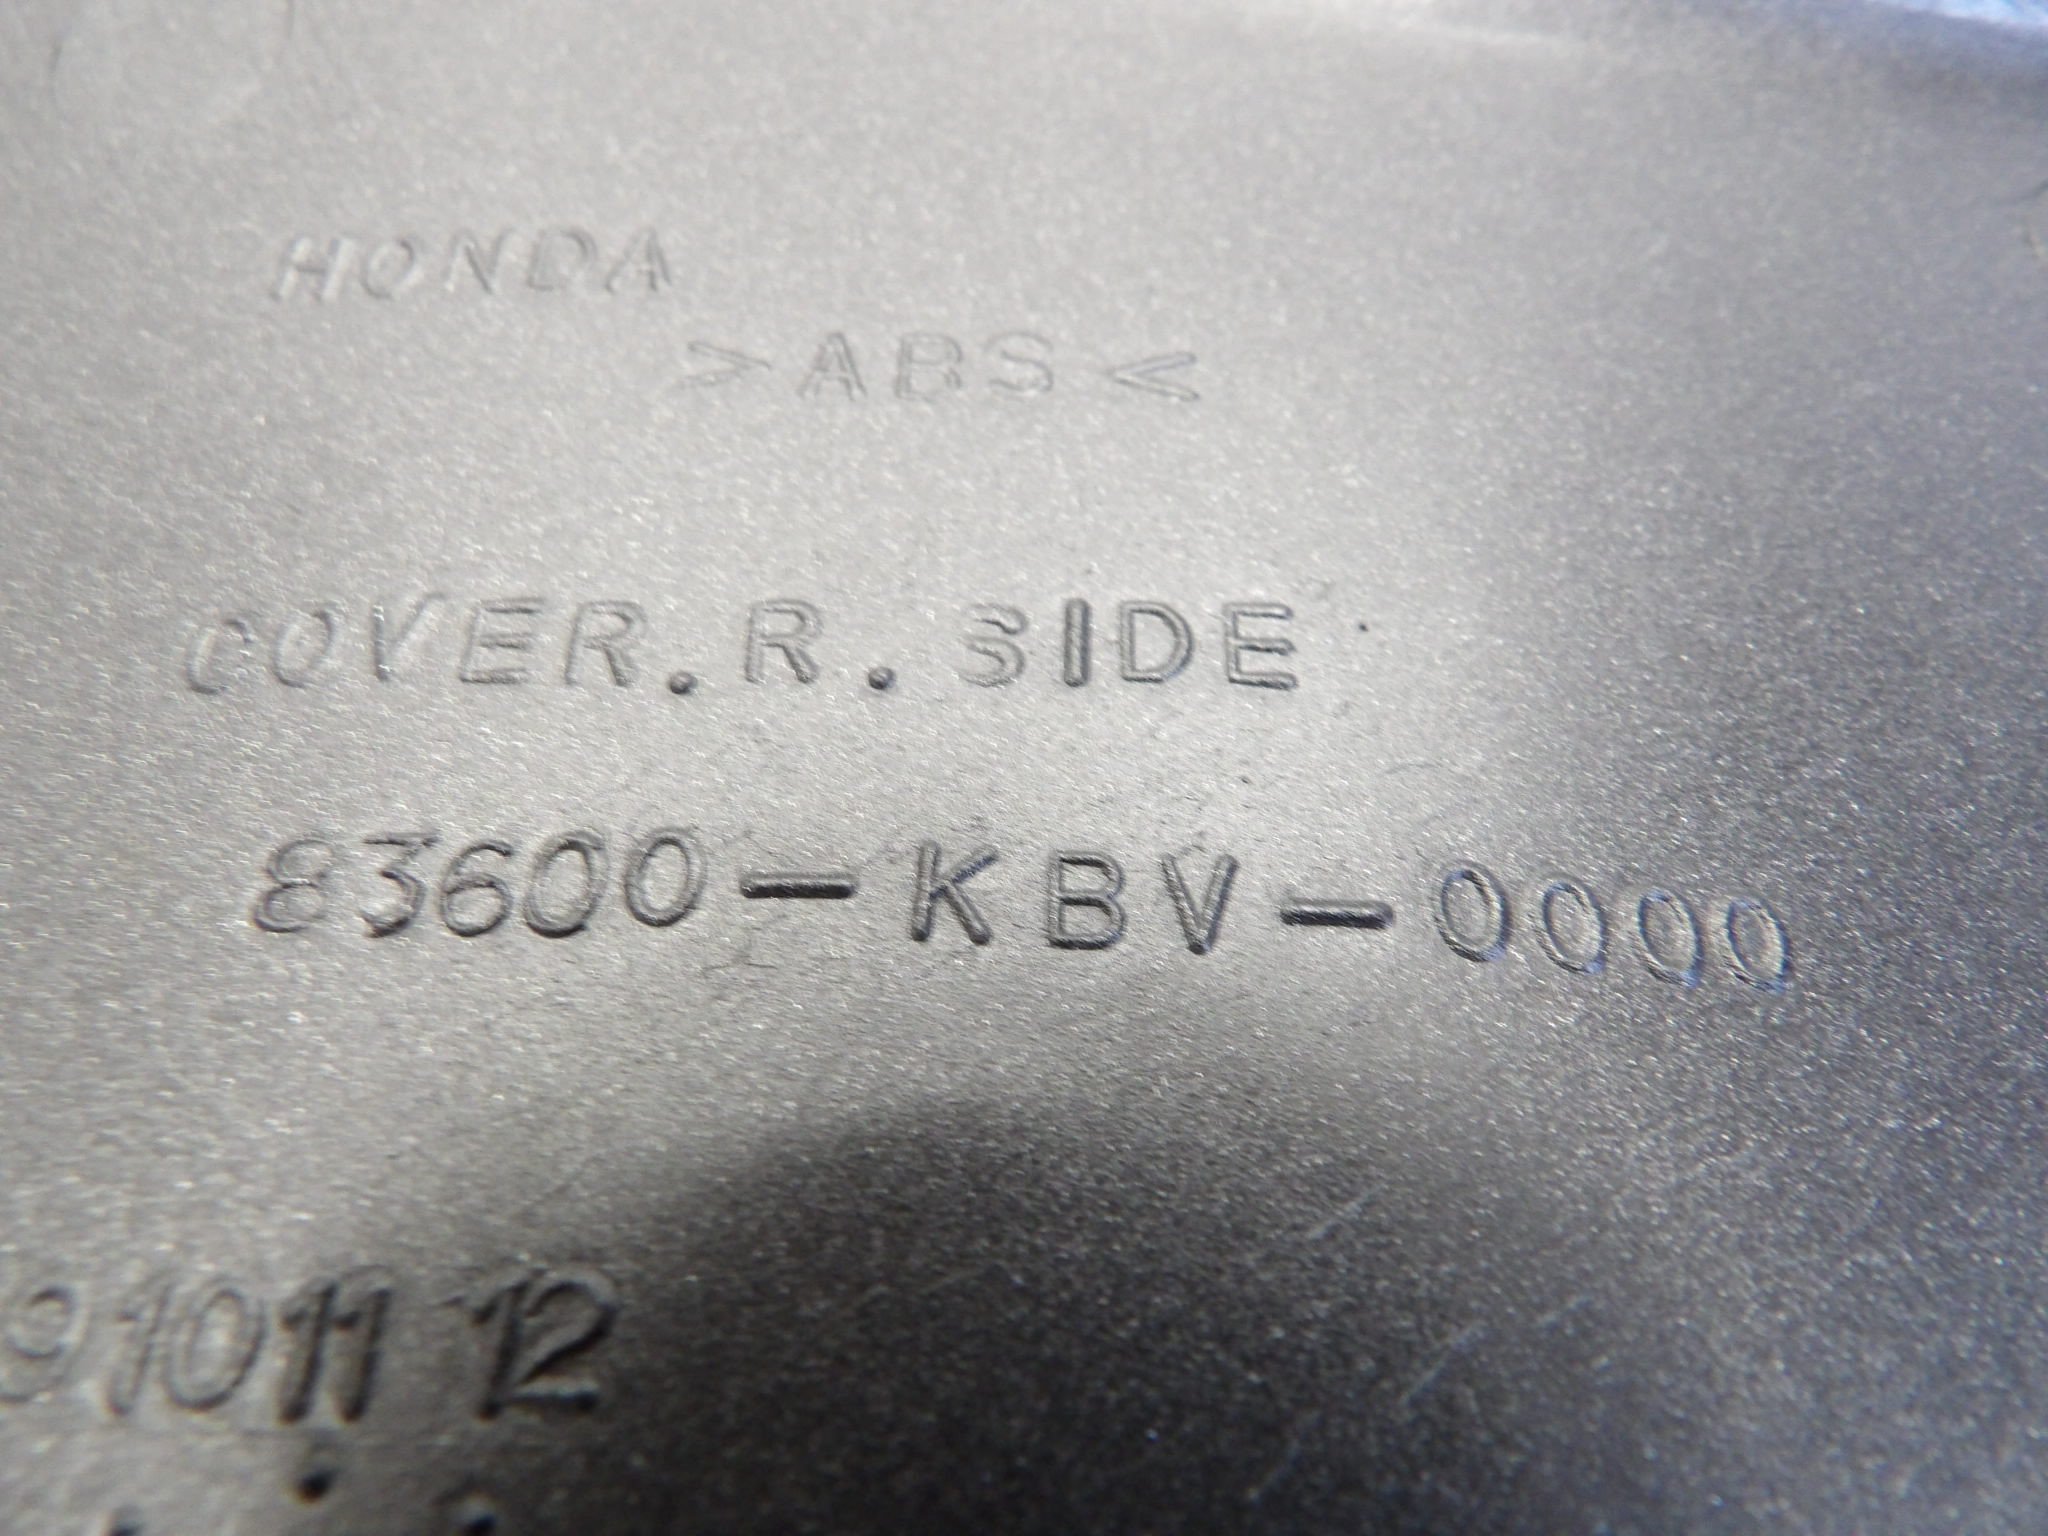 HONDA
>ABS<
COVER.R.SIDE
83600-KBV-0000
9 10 11 12